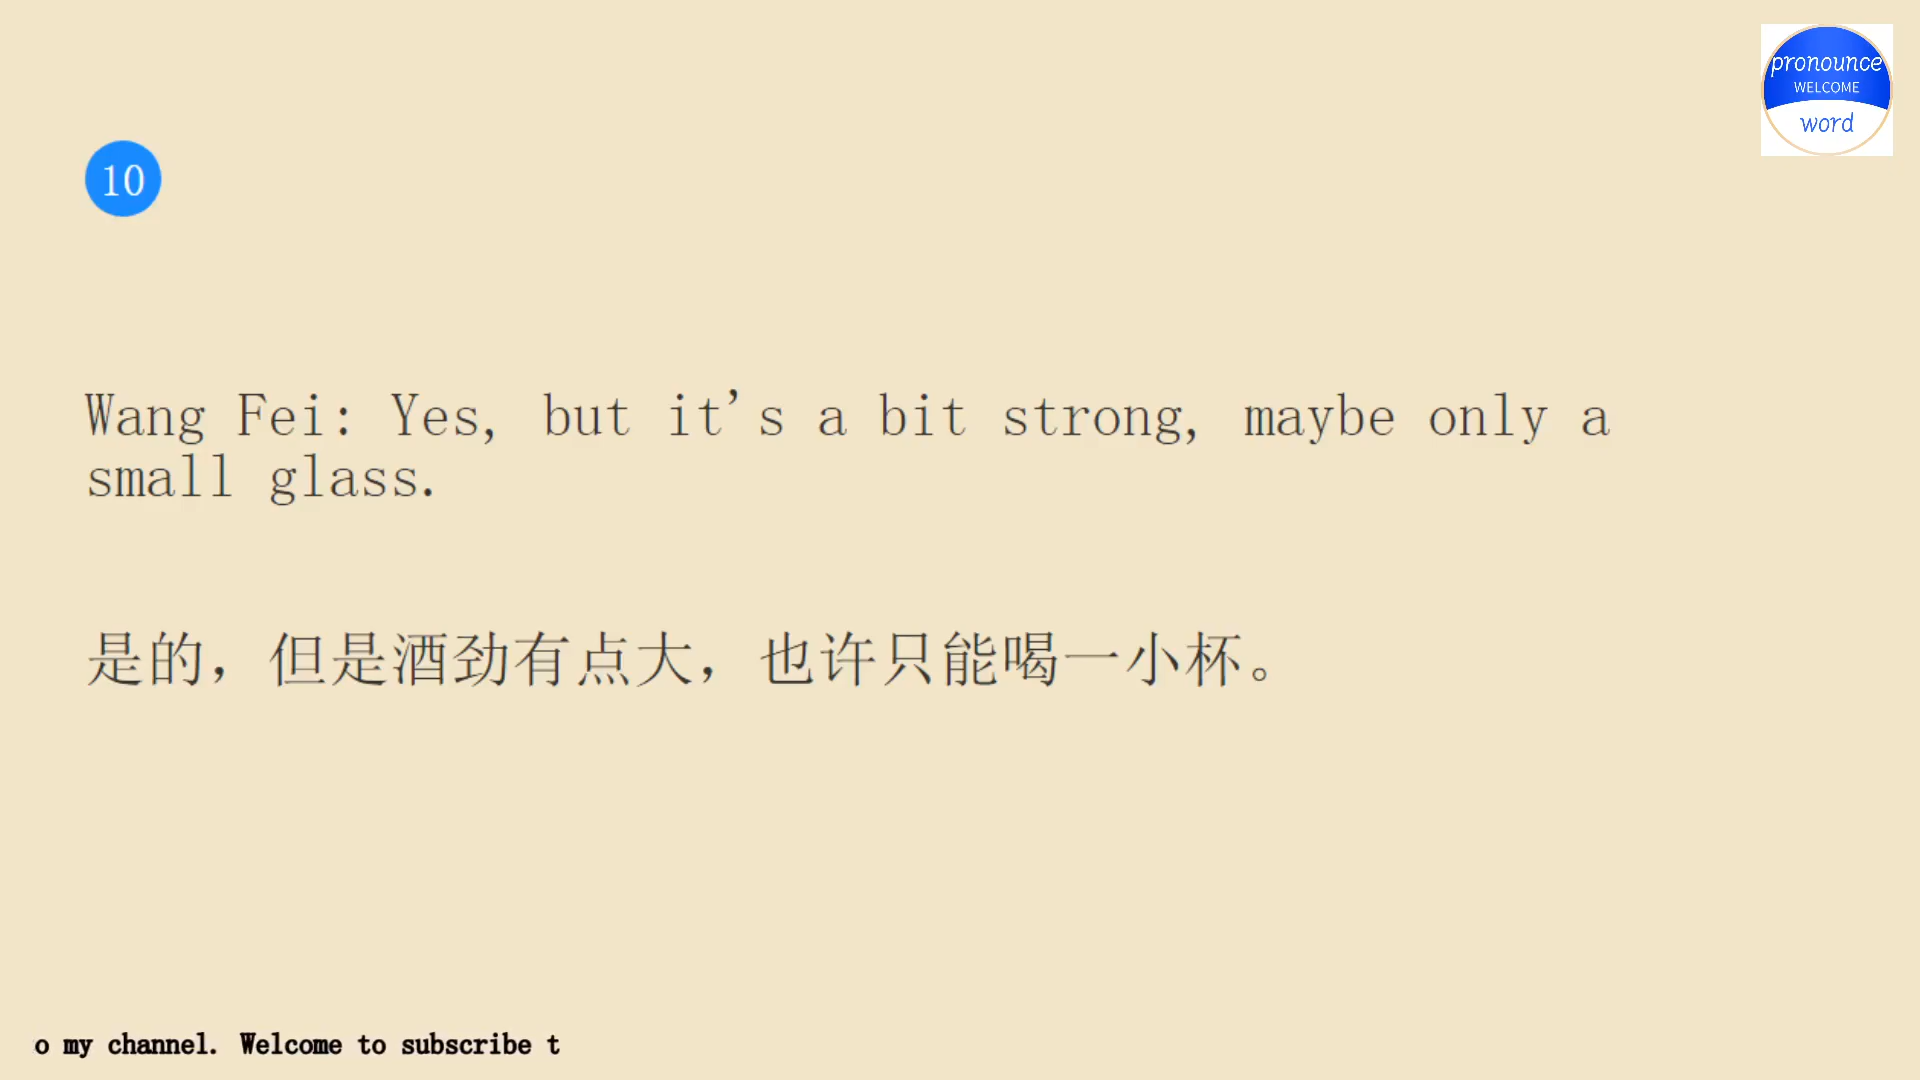 pronounce
WELCOME
word
10
Wang Fei: Yes, but it's a bit strong, maybe only a
small glass.
是的，但是酒劲有点大，也许只能喝一小杯。
o my channel. Welcome to subscribe t